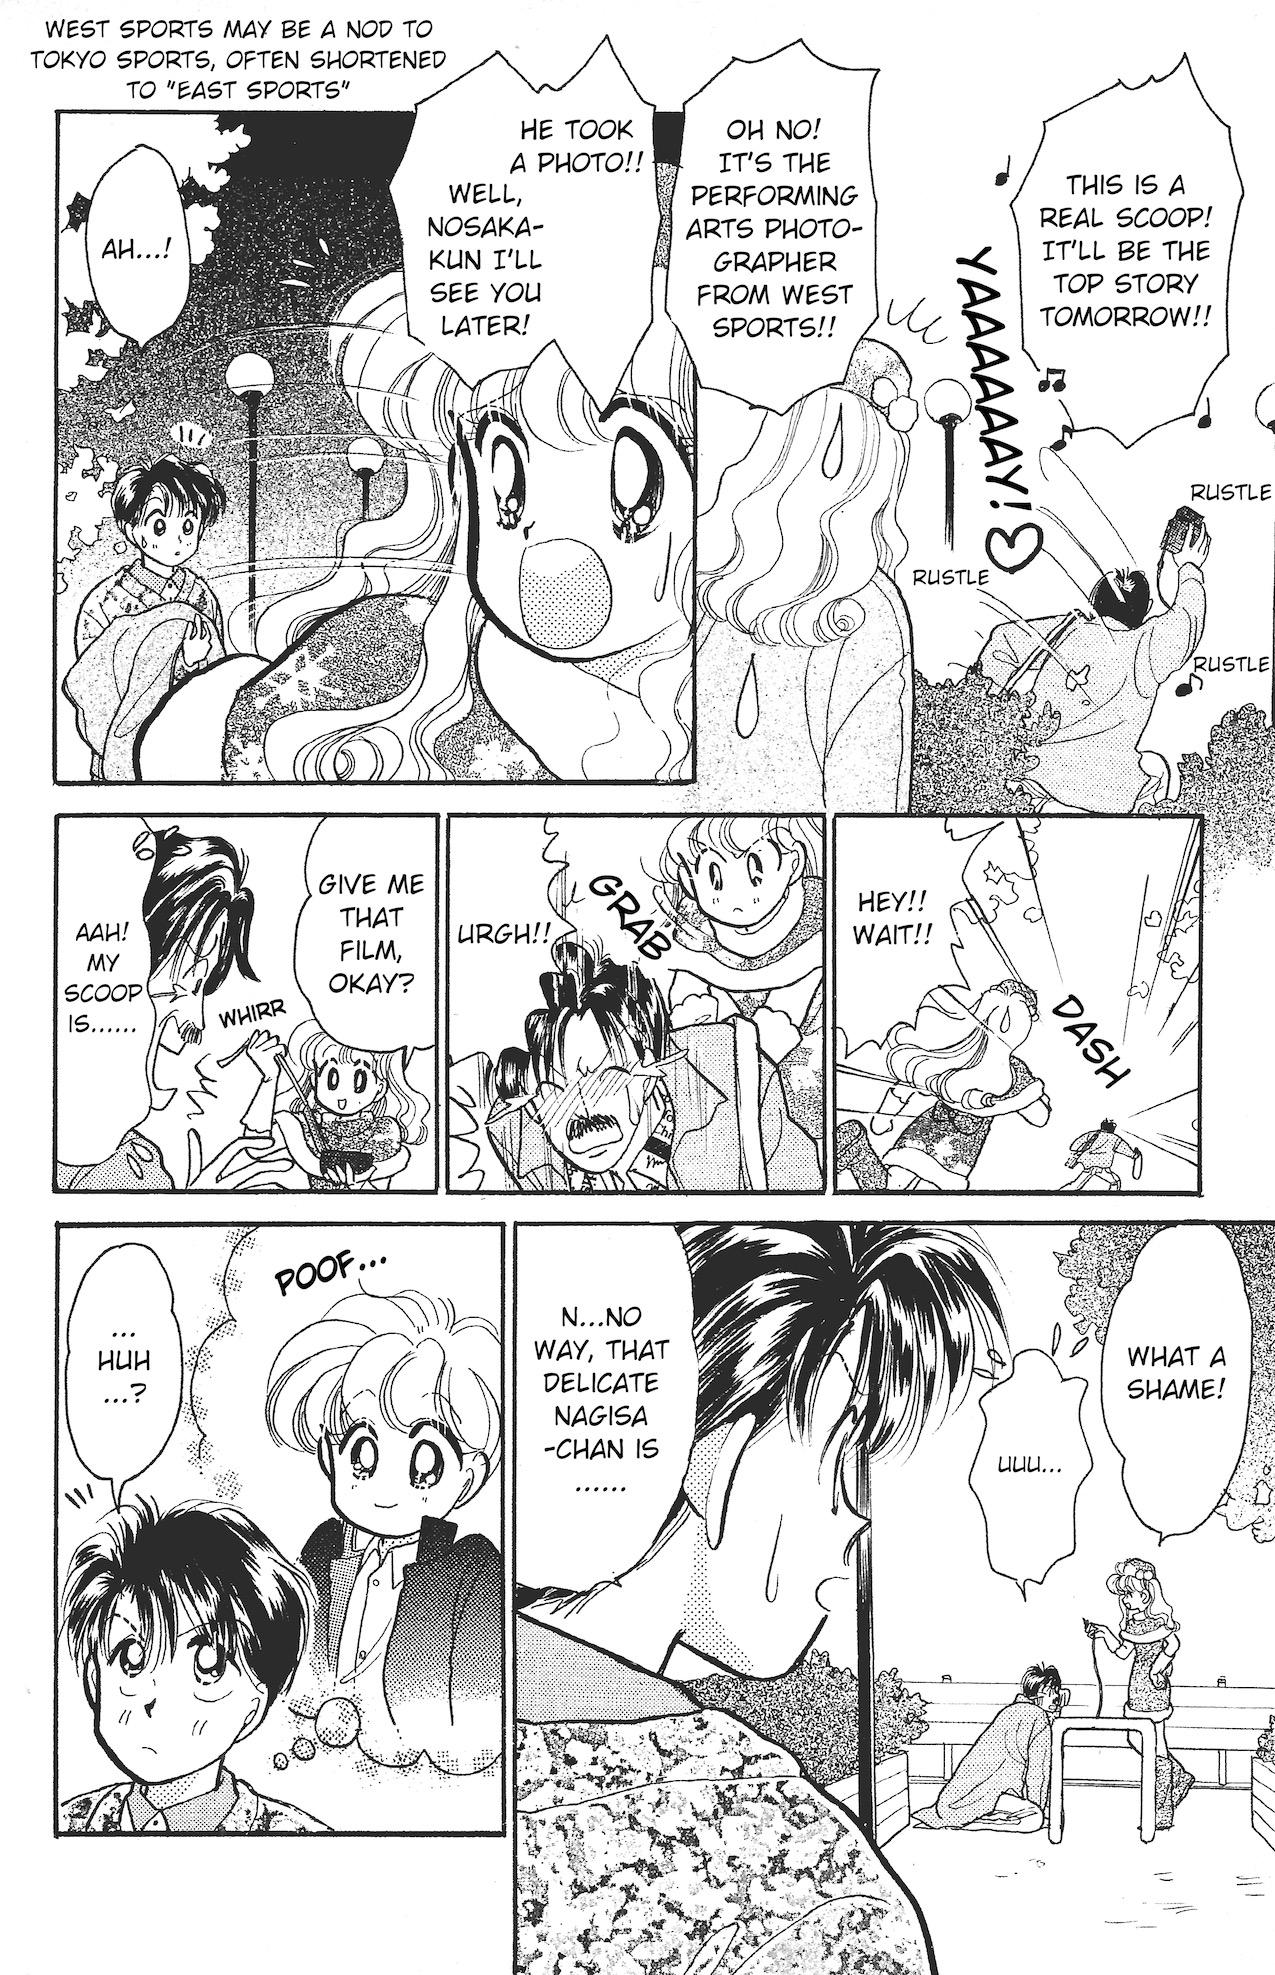 WEST SPORTS MAY BE A NOD TO
TOKYO SPORTS, OFTEN SHORTENED
TO "EAST SPORTS"
THIS IS A
REAL SCOOP!
IT'LL BE THE
TOP STORY
TOMORROW!!
YAAAAAAY!
RUSTLE
RUSTLE
RUSTLE
OH NO!
IT'S THE
PERFORMING
ARTS PHOTO-
GRAPHER
FROM WEST
SPORTS!!
HE TOOK
A PHOTO!!
WELL,
NOSAKA-
KUN I'LL
SEE YOU
LATER!
AH...!
HEY!!
WAIT!!
DASH
GRAB
URGH!!
GIVE ME
THAT
FILM,
OKAY?
WHIRR
AAH!
MY
SCOOP
IS......
WHAT A
SHAME!
UUU...
N...NO
WAY, THAT
DELICATE
NAGISA
-CHAN IS
......
POOF...
...
HUH
...?